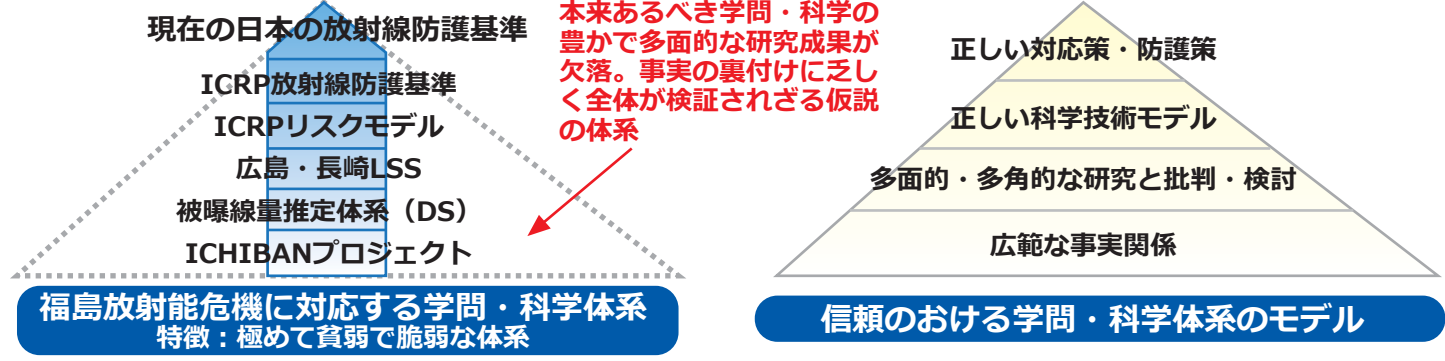 現在の日本の放射線防護基準
ICRP放射線防護基準
ICRPリスクモデル
広島・長崎LSS
被曝線量推定体系（DS）
ICHIBANプロジェクト
本来あるべき学問・科学の
豊かで多面的な研究成果が
欠落。事実の裏付けに乏し
く全体が検証されざる仮説
の体系
福島放射能危機に対応する学問・科学体系
特徴：極めて貧弱で脆弱な体系
正しい対応策・防護策
正しい科学技術モデル
多面的・多角的な研究と批判・検討
広範な事実関係
信頼のおける学問・科学体系のモデル